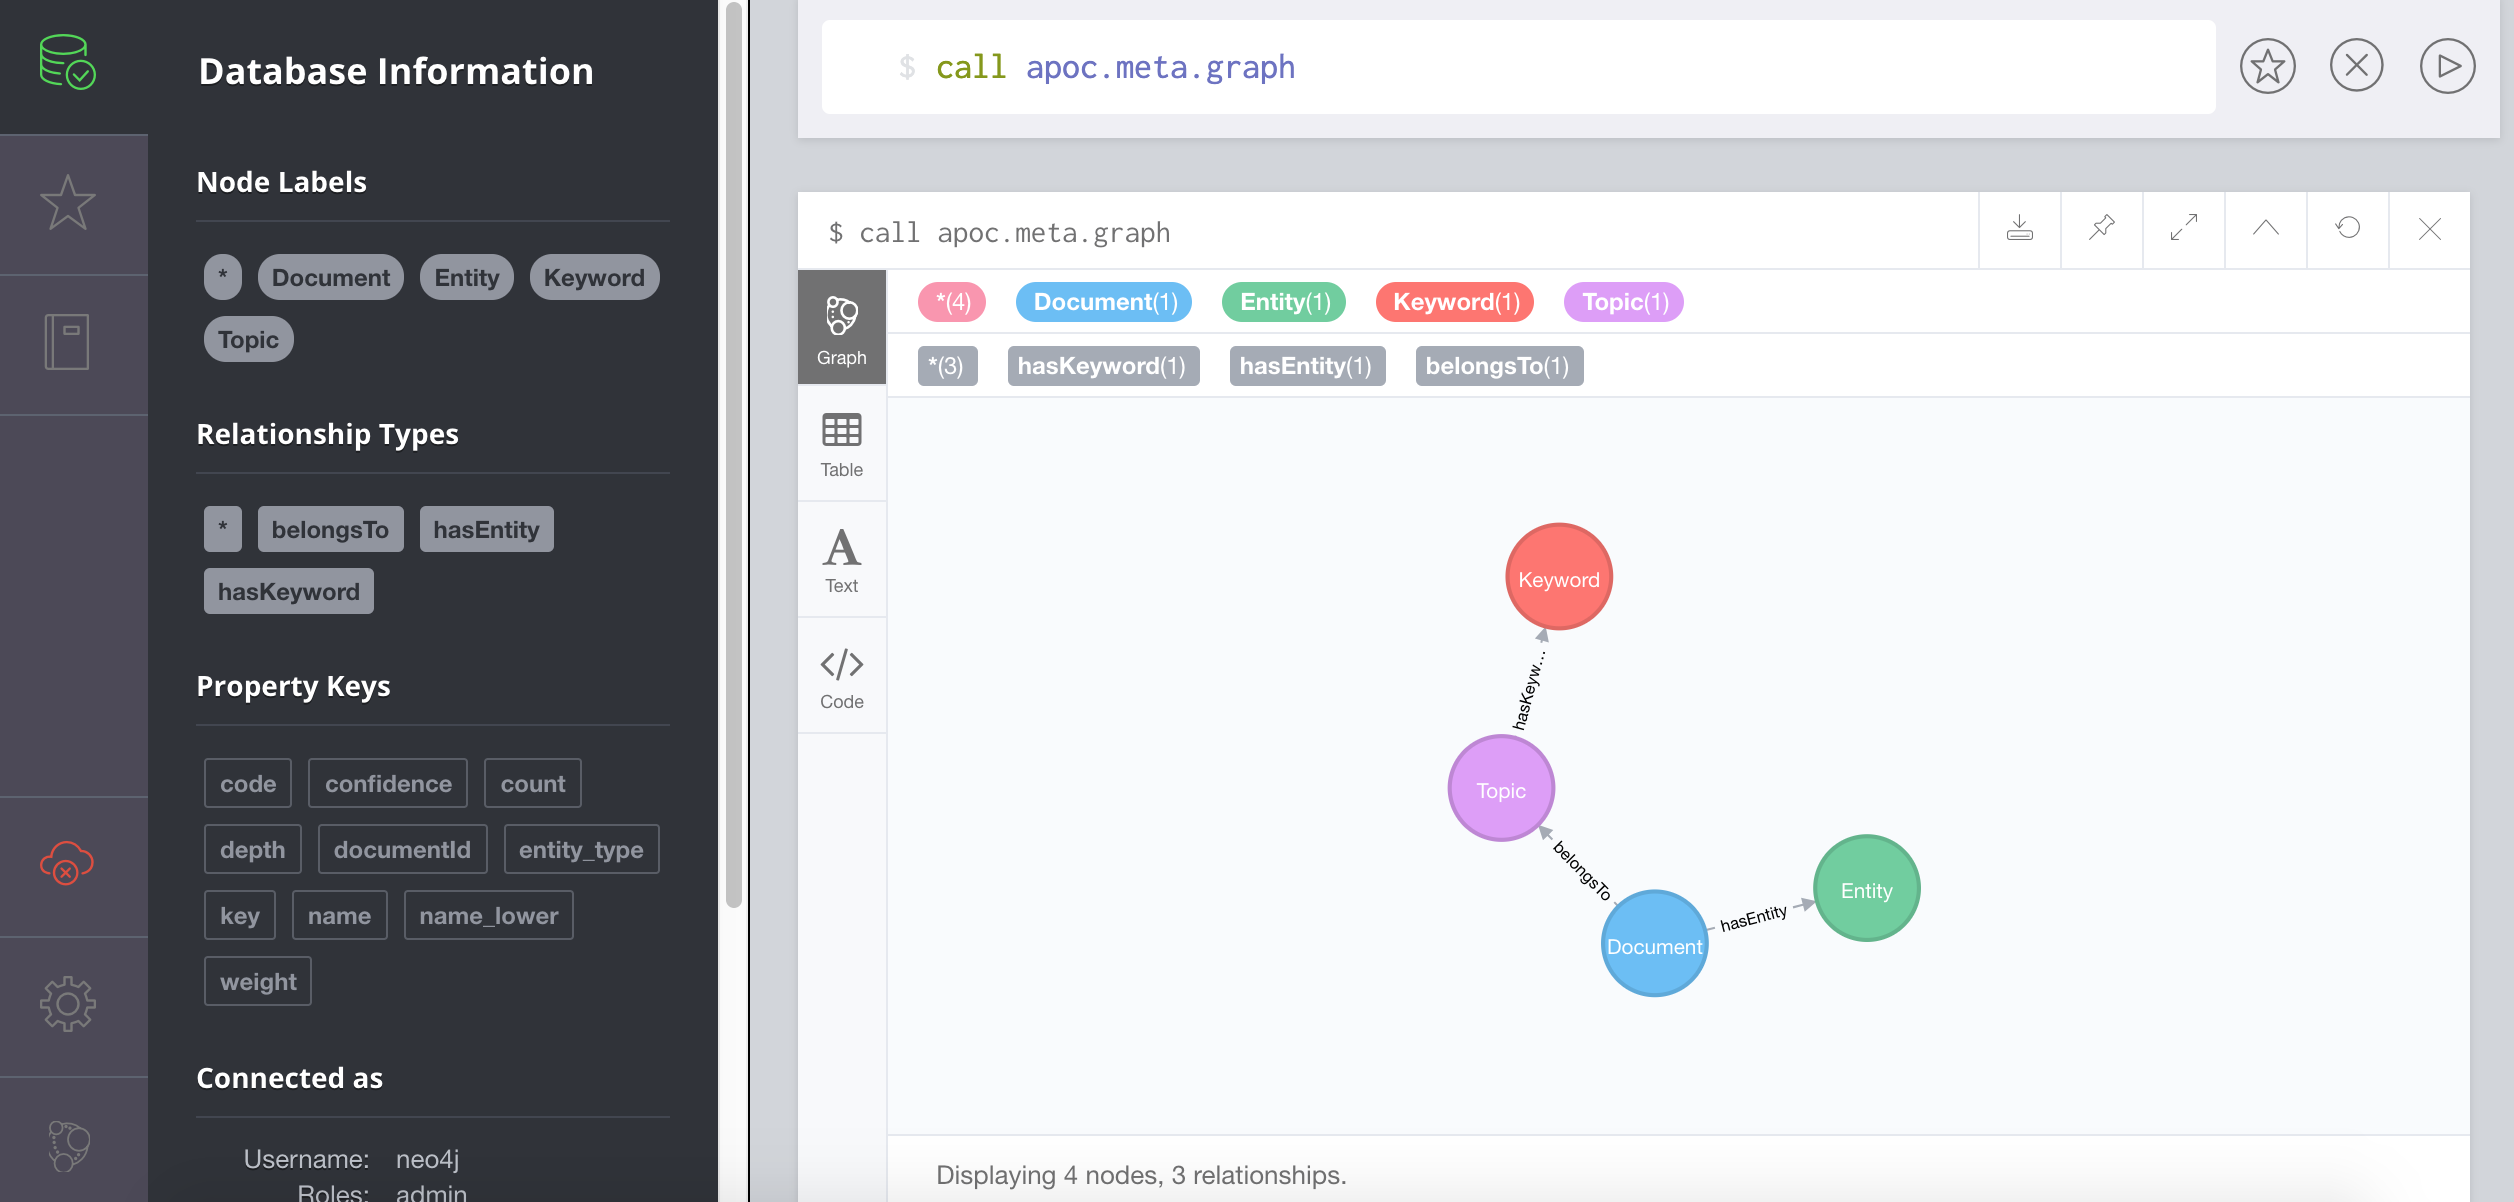 Database Information
Node Labels
* Document Entity Keyword
Topic
Relationship Types
* belongsTo hasEntity
hasKeyword
Property Keys
code confidence count
depth documentId entity_type
key name name_lower
weight
Connected as
Username: neo4j
Roles: admin
$ call apoc.meta.graph
$ call apoc.meta.graph
*(4) Document(1) Entity(1) Keyword(1) Topic(1)
*(3) hasKeyword(1) hasEntity(1) belongsTo(1)
Graph
Table
A
Text
</>
Code
Keyword
hasKeyw...
Topic
belongsTo
Entity
hasEntity
Document
Displaying 4 nodes, 3 relationships.